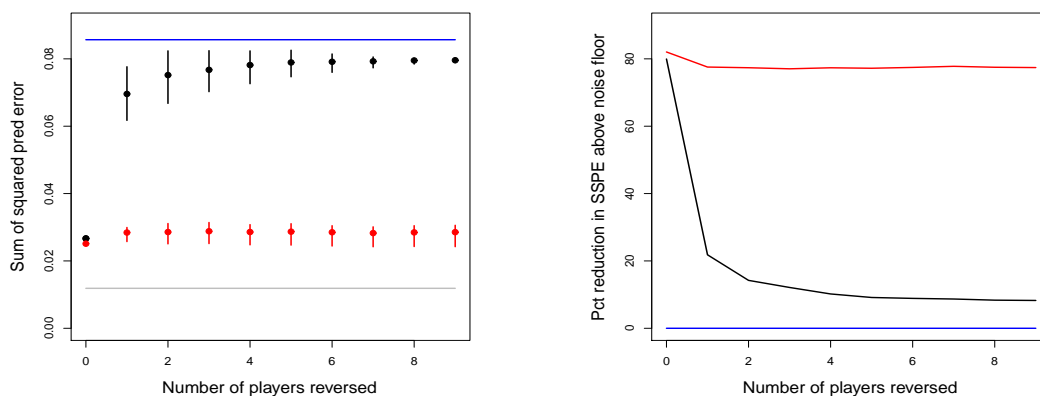 Sum of squared pred error
0.00 0.02 0.04 0.06 0.08
0 2 4 6 8
Number of players reversed
Pct reduction in SSPE above noise floor
0 20 40 60 80
0 2 4 6 8
Number of players reversed